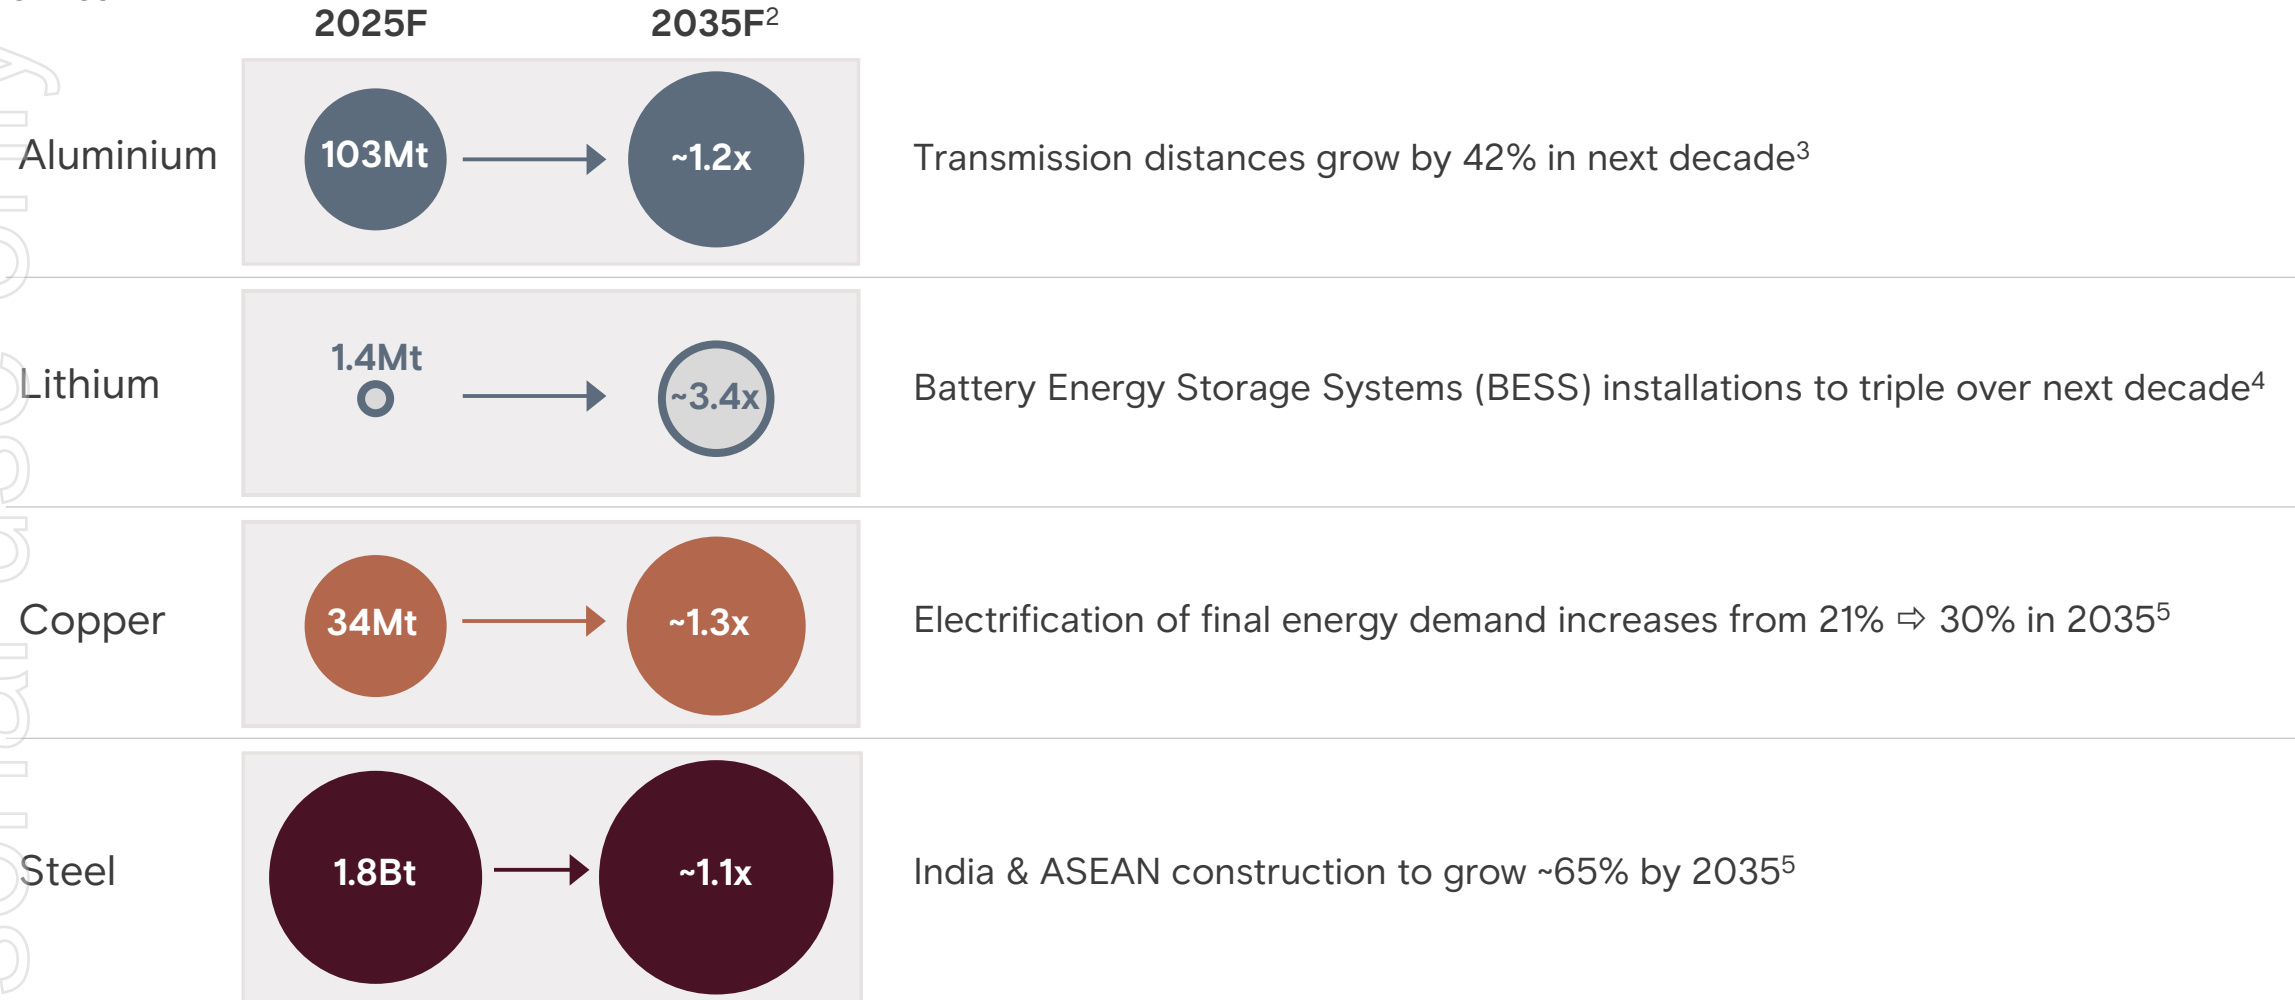 2025F 2035F²
Aluminium 103Mt ~1.2x Transmission distances grow by 42% in next decade³
1.4Mt
Lithium ~3.4x Battery Energy Storage Systems (BESS) installations to triple over next decade⁴
Copper 34Mt ~1.3x Electrification of final energy demand increases from 21% ⇨ 30% in 2035⁵
Steel 1.8Bt ~1.1x India & ASEAN construction to grow ~65% by 2035⁵